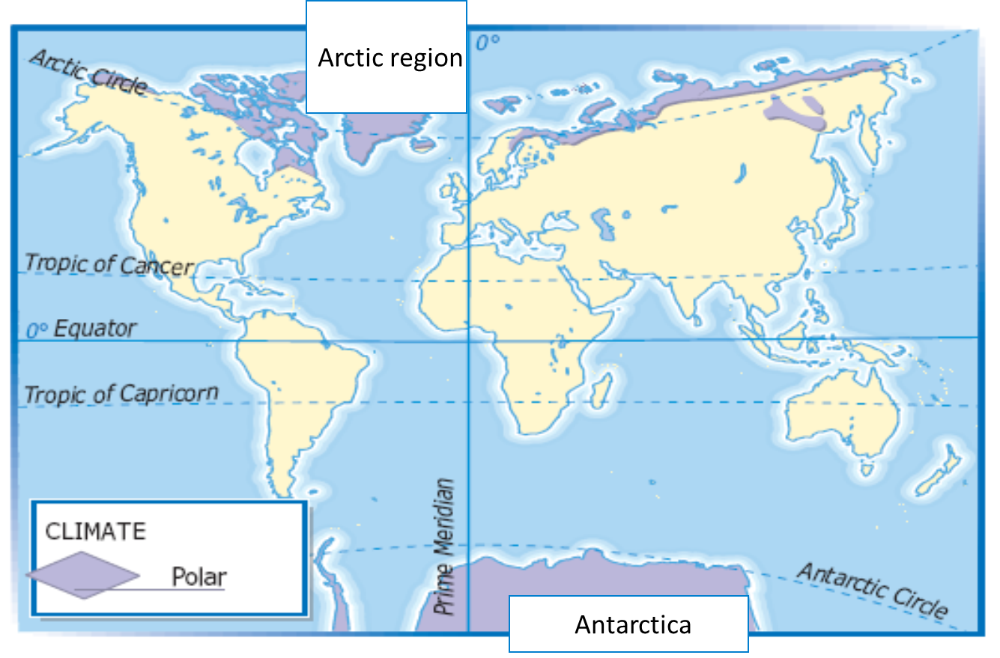 Arctic region
0°
Arctic Circle
Tropic of Cancer
0° Equator
Tropic of Capricorn
Prime Meridian
CLIMATE
Polar
Antarctic Circle
Antarctica